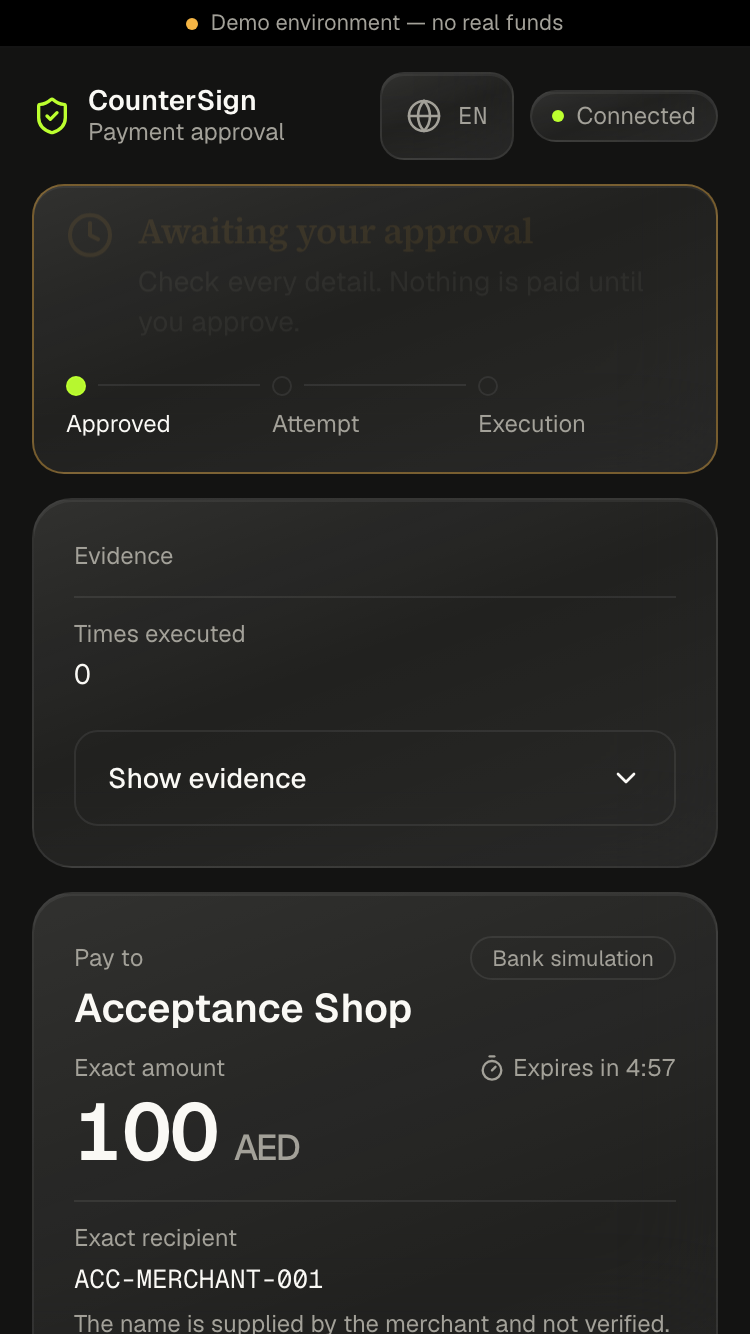 Demo environment — no real funds
CounterSign
Payment approval
EN
Connected
Awaiting your approval
Check every detail. Nothing is paid until
you approve.
Approved
Attempt
Execution
Evidence
Times executed
0
Show evidence
Pay to
Bank simulation
Acceptance Shop
Exact amount
Expires in 4:57
100 AED
Exact recipient
ACC-MERCHANT-001
The name is supplied by the merchant and not verified.